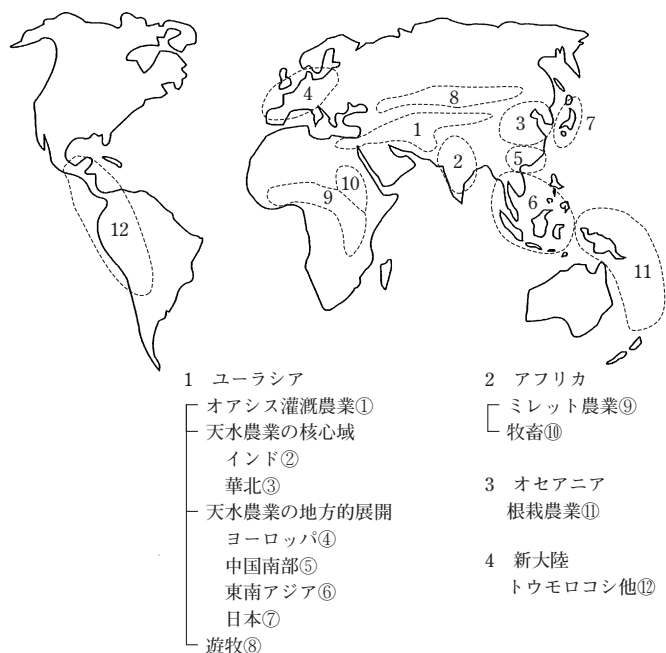 4
8
1
3
7
2
5
10
9
6
12
11
1 ユーラシア
オアシス灌漑農業①
天水農業の核心域
インド②
華北③
天水農業の地方的展開
ヨーロッパ④
中国南部⑤
東南アジア⑥
日本⑦
遊牧⑧
2 アフリカ
ミレット農業⑨
牧畜⑩
3 オセアニア
根栽農業⑪
4 新大陸
トウモロコシ他⑫